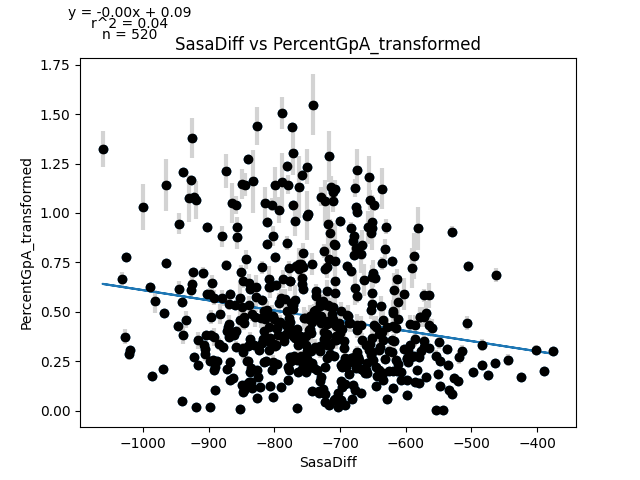 y = -0.00x + 0.09
r^2 = 0.04
n = 520
SasaDiff vs PercentGpA_transformed
1.75
1.50
1.25
1.00
0.75
0.50
0.25
0.00
PercentGpA_transformed
−1000 −900 −800 −700 −600 −500 −400
SasaDiff